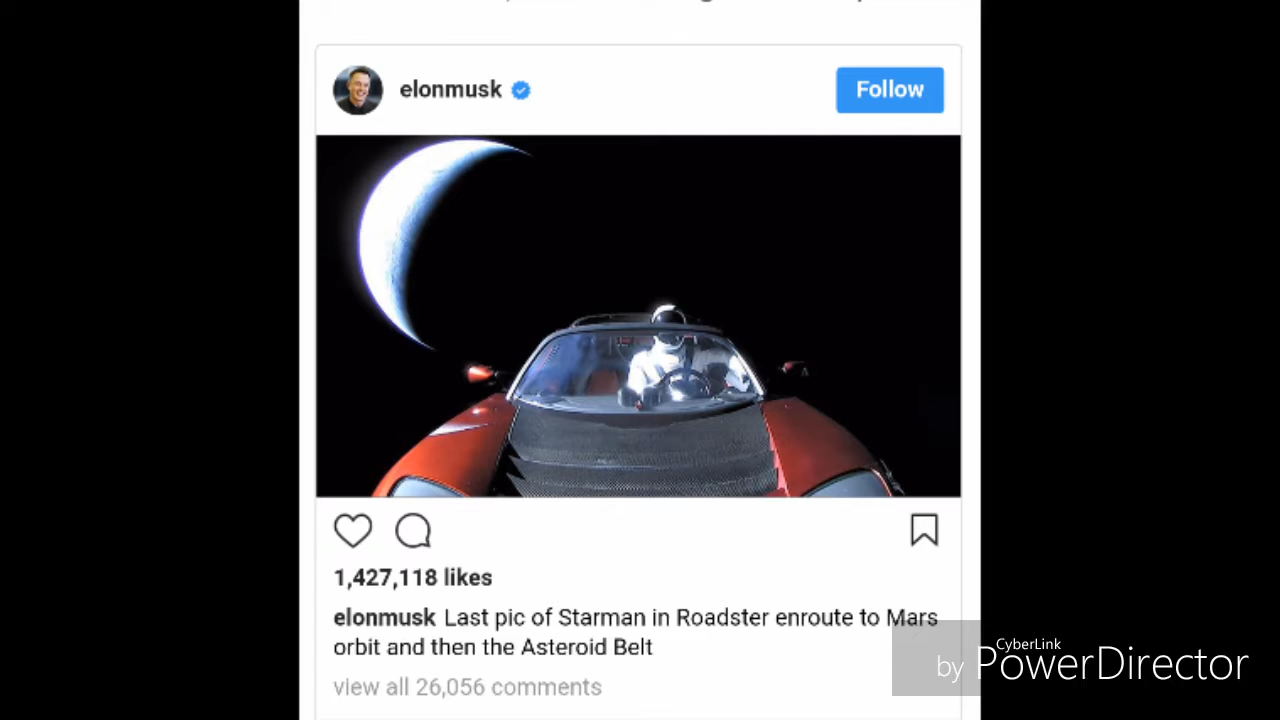 elonmusk
Follow
1,427,118 likes
elonmusk Last pic of Starman in Roadster enroute to Mars
orbit and then the Asteroid Belt
view all 26,056 comments
CyberLink
by PowerDirector